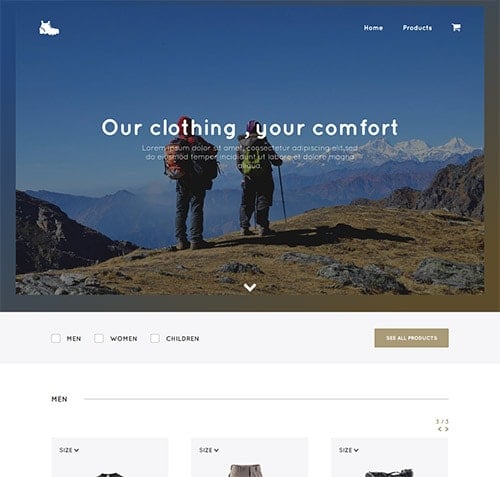 Home Products
Our clothing , your comfort
Lorem ipsum dolor sit amet, consectetur adipiscing elit,sed
do eiusmod tempor incididunt ut labore et dolore magna
aliqua.
MEN WOMEN CHILDREN SEE ALL PRODUCTS
MEN
3 / 3
SIZE SIZE SIZE